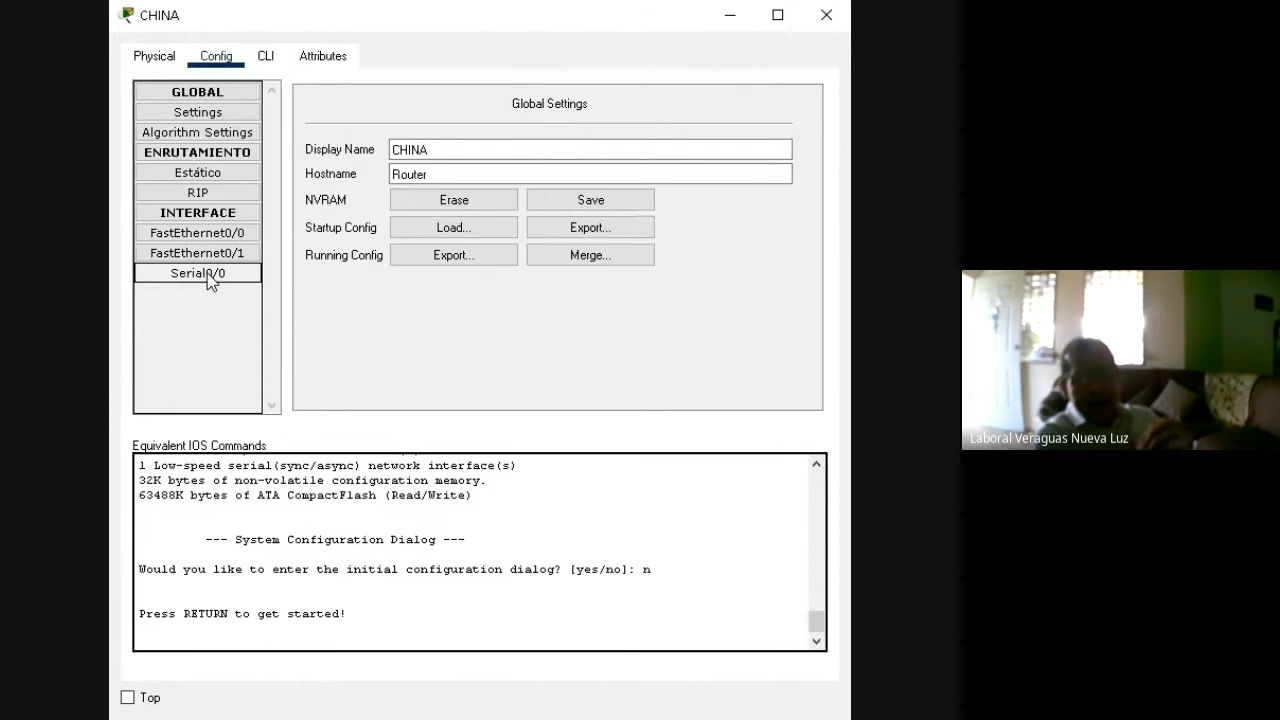 CHINA
Physical Config CLI Attributes
GLOBAL
Settings
Algorithm Settings
ENRUTAMIENTO
Estático
RIP
INTERFACE
FastEthernet0/0
FastEthernet0/1
Serial0/0
Global Settings
Display Name CHINA
Hostname Router
NVRAM Erase Save
Startup Config Load... Export...
Running Config Export... Merge...
Equivalent IOS Commands
1 Low-speed serial(sync/async) network interface(s)
32K bytes of non-volatile configuration memory.
63488K bytes of ATA CompactFlash (Read/Write)
--- System Configuration Dialog ---
Would you like to enter the initial configuration dialog? [yes/no]: n
Press RETURN to get started!
Top
Laboral Veraguas Nueva Luz